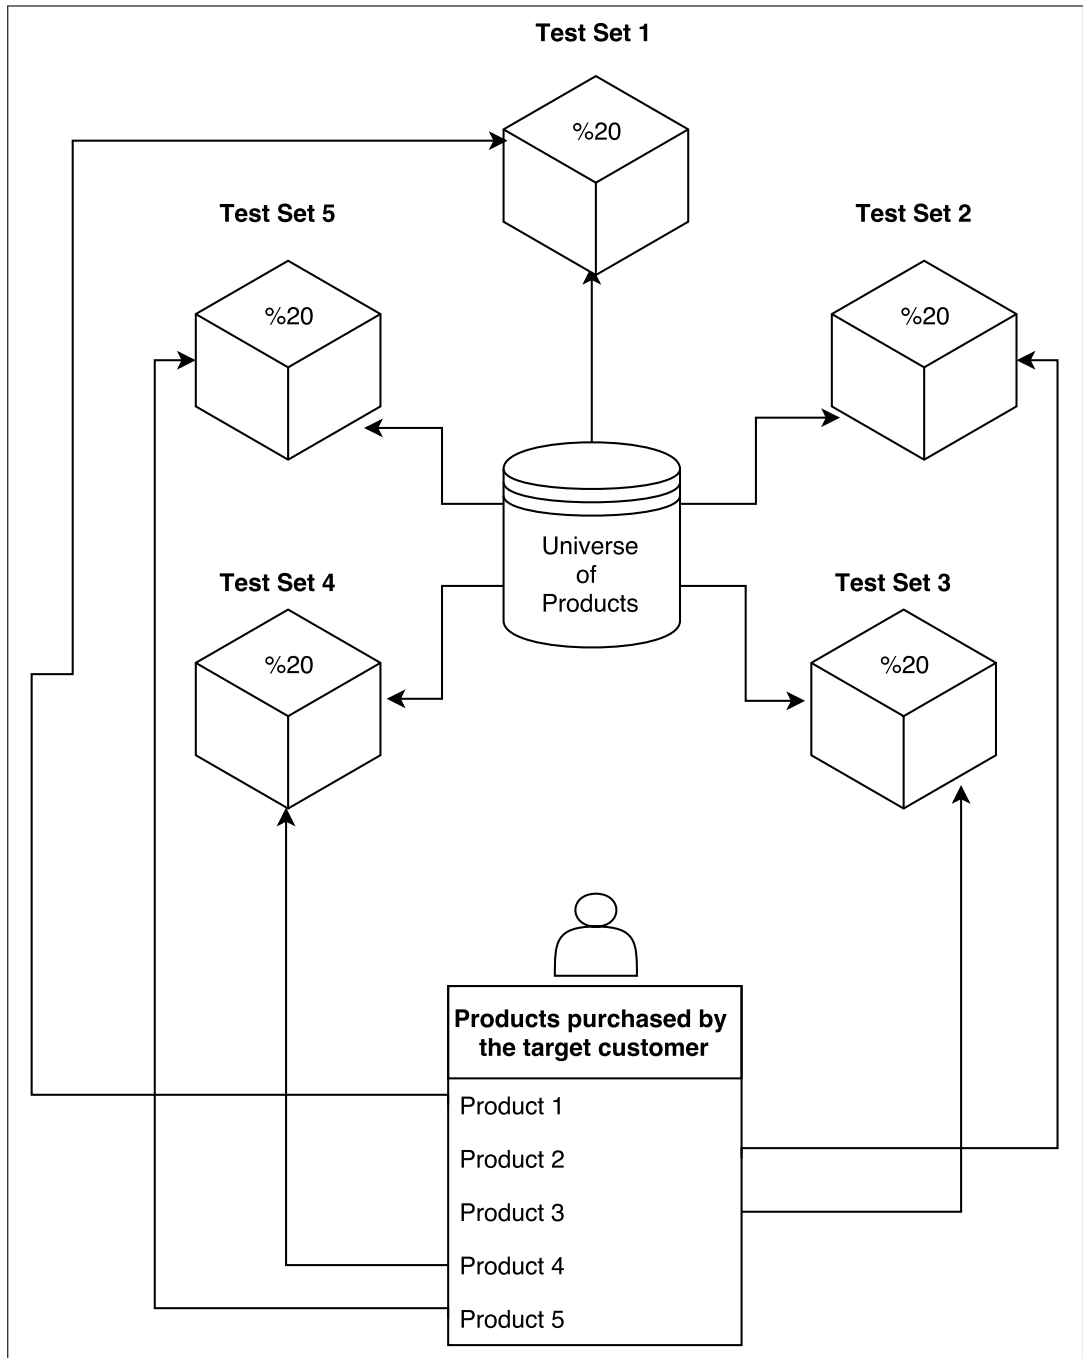 Test Set 1
%20
Test Set 5
Test Set 2
%20
%20
Universe
of
Products
Test Set 4
Test Set 3
%20
%20
Products purchased by
the target customer
Product 1
Product 2
Product 3
Product 4
Product 5